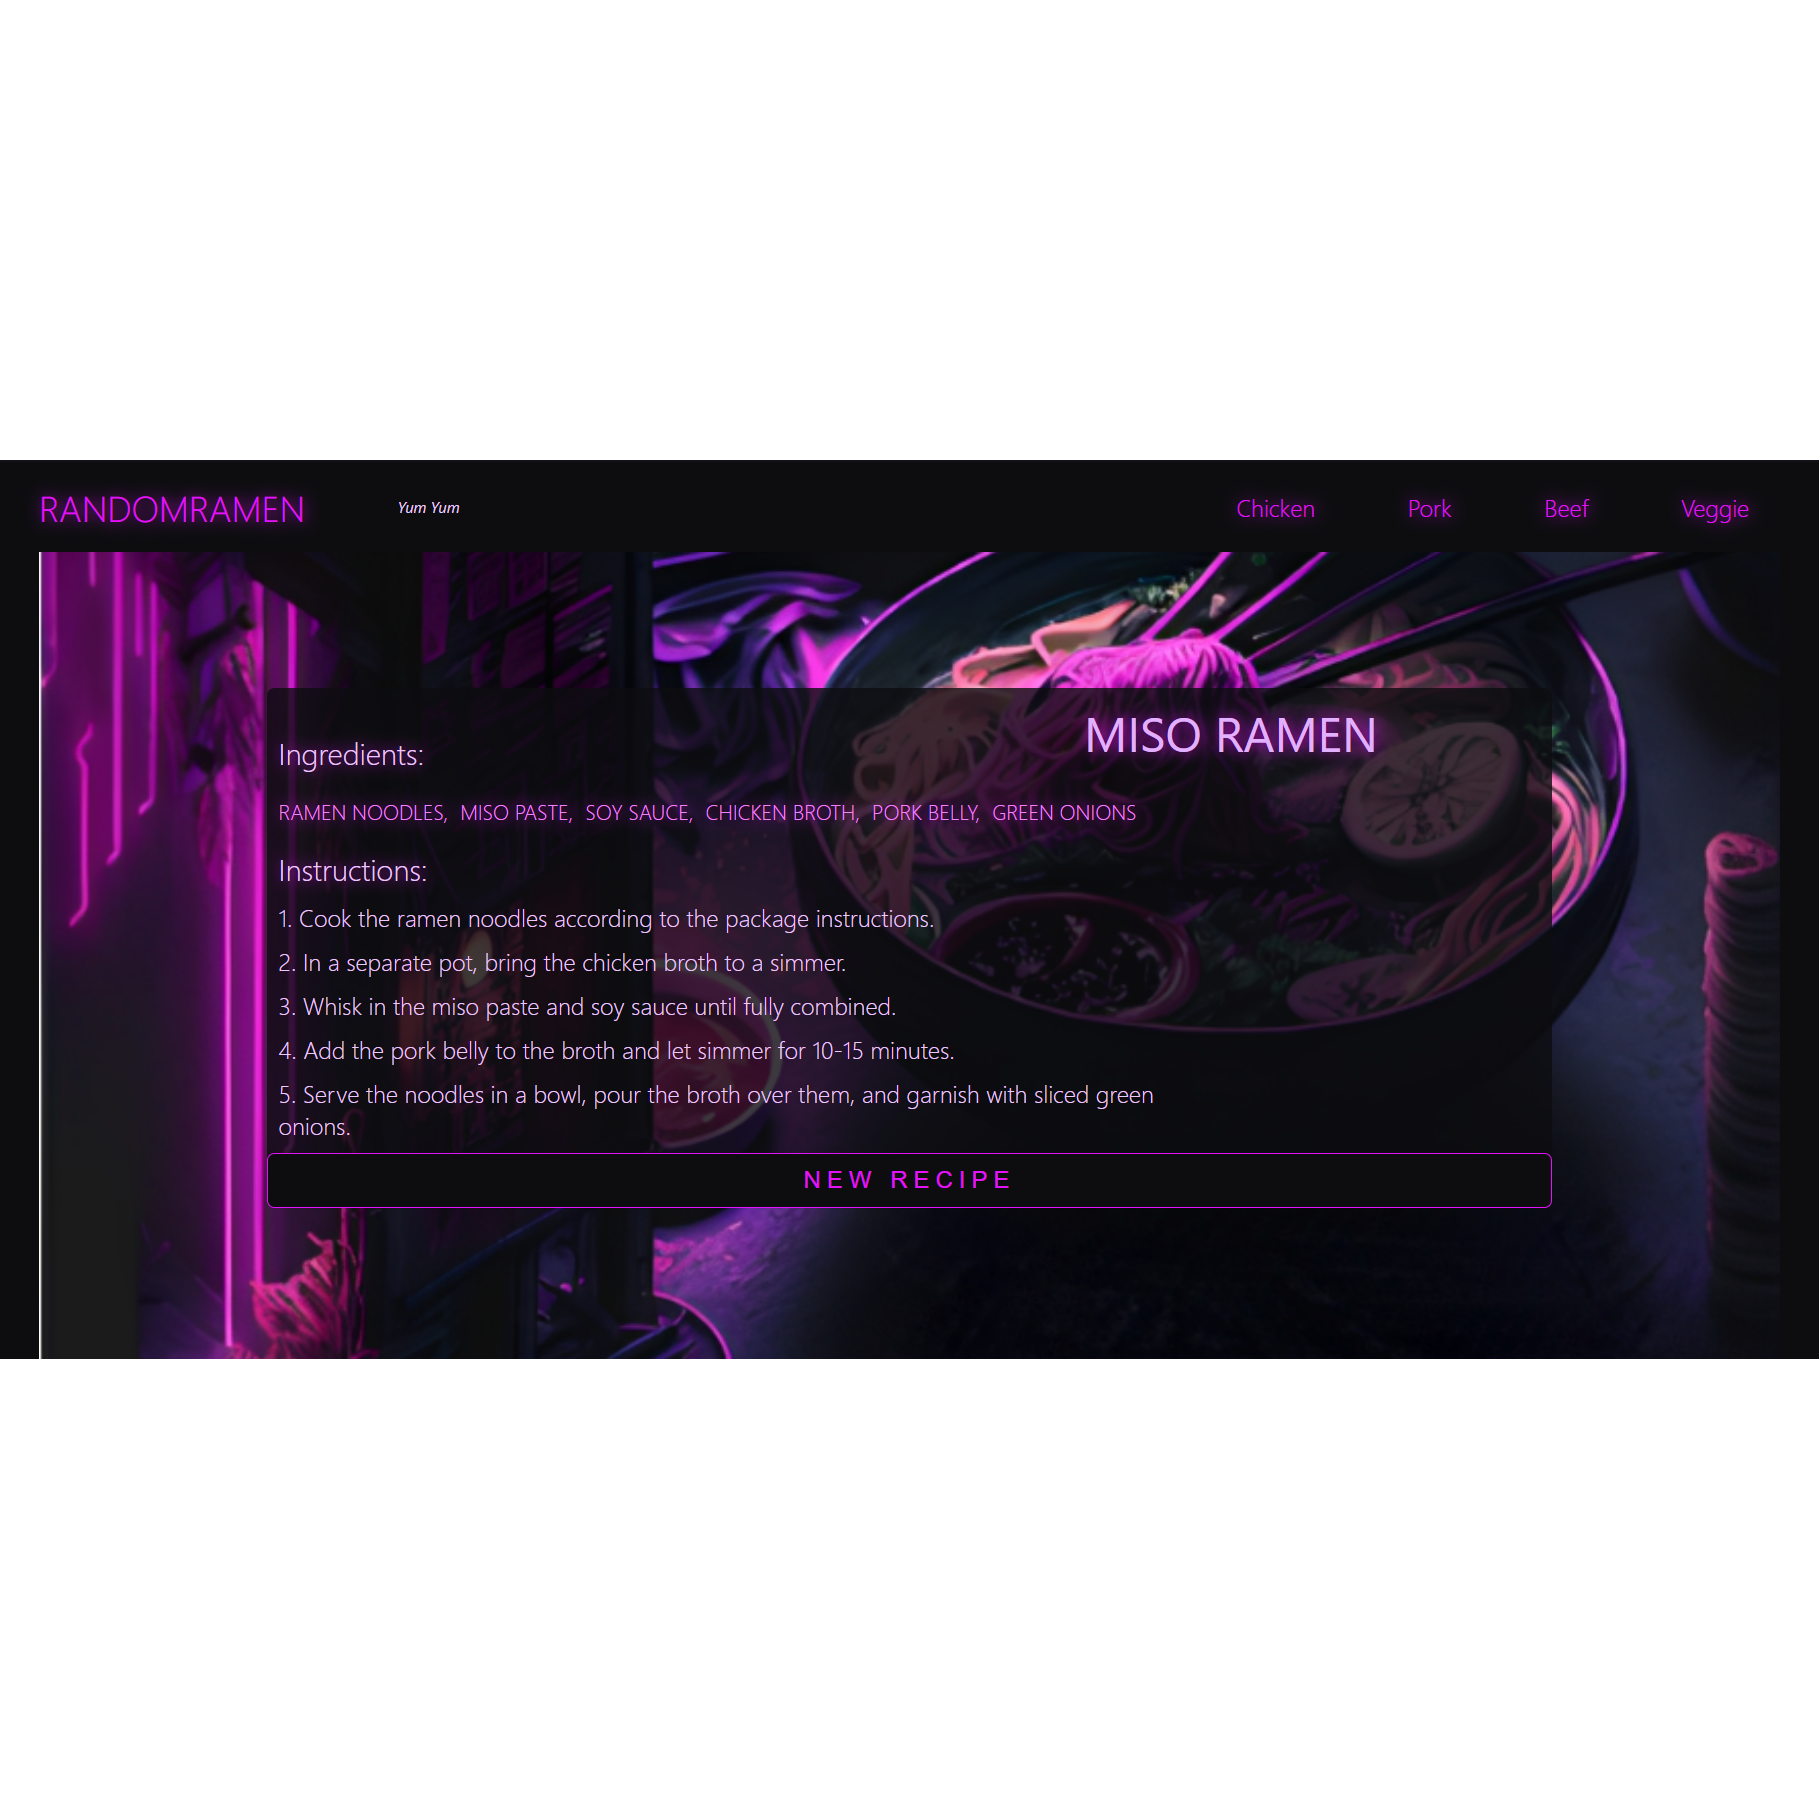 RANDOMRAMEN
Yum Yum
Chicken
Pork
Beef
Veggie
MISO RAMEN
Ingredients:
RAMEN NOODLES, MISO PASTE, SOY SAUCE, CHICKEN BROTH, PORK BELLY, GREEN ONIONS
Instructions:
1. Cook the ramen noodles according to the package instructions.
2. In a separate pot, bring the chicken broth to a simmer.
3. Whisk in the miso paste and soy sauce until fully combined.
4. Add the pork belly to the broth and let simmer for 10-15 minutes.
5. Serve the noodles in a bowl, pour the broth over them, and garnish with sliced green
onions.
NEW RECIPE